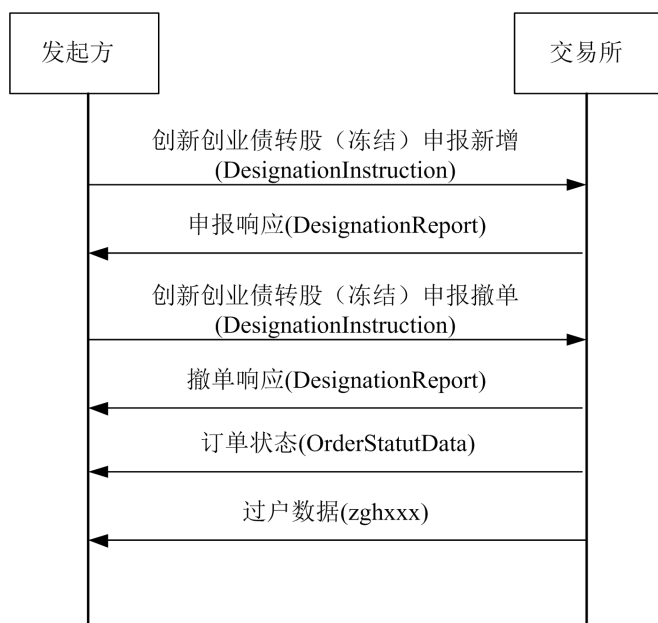 发起方
交易所
创新创业债转股（冻结）申报新增
(DesignationInstruction)
申报响应(DesignationReport)
创新创业债转股（冻结）申报撤单
(DesignationInstruction)
撤单响应(DesignationReport)
订单状态(OrderStatutData)
过户数据(zghxxx)